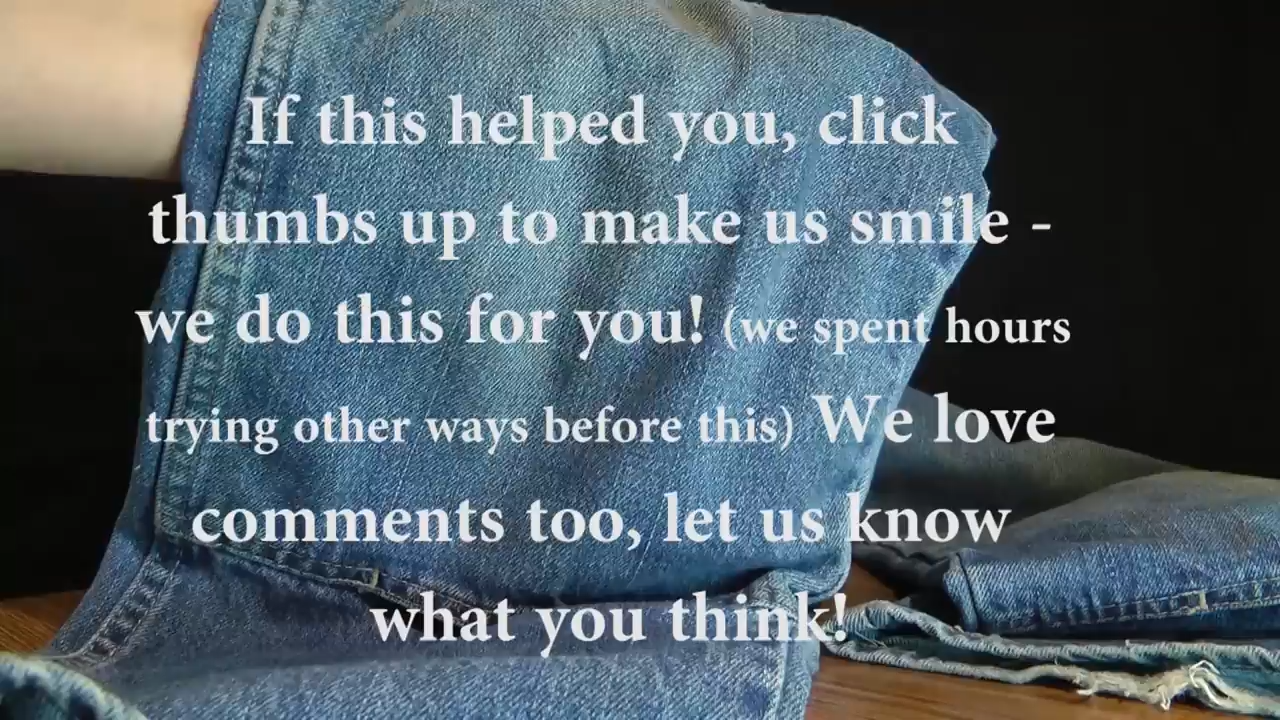 If this helped you, click
thumbs up to make us smile -
we do this for you! (we spent hours
trying other ways before this) We love
comments too, let us know
what you think!